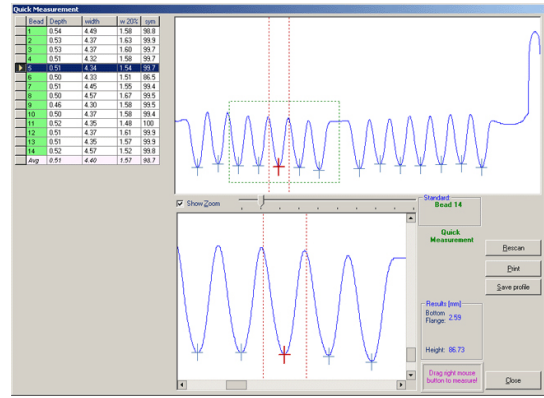 Quick Measurement
Bead Depth width w 20% sym
1 0.54 4.49 1.58 98.8
2 0.53 4.37 1.63 99.9
3 0.53 4.37 1.60 99.7
4 0.51 4.32 1.58 99.7
5 0.51 4.34 1.54 99.7
6 0.50 4.33 1.51 86.5
7 0.51 4.45 1.55 99.4
8 0.50 4.57 1.67 99.5
9 0.46 4.30 1.58 99.5
10 0.50 4.37 1.58 99.4
11 0.52 4.35 1.48 100
12 0.51 4.37 1.61 99.9
13 0.51 4.35 1.57 99.9
14 0.52 4.57 1.52 99.8
Avg 0.51 4.40 1.57 98.7
Show Zoom
Standard:
Bead 14
Quick
Measurement
Rescan
Print
Save profile
Results [mm]
Bottom
Flange: 2.59
Height: 86.73
Drag right mouse
button to measure!
Close